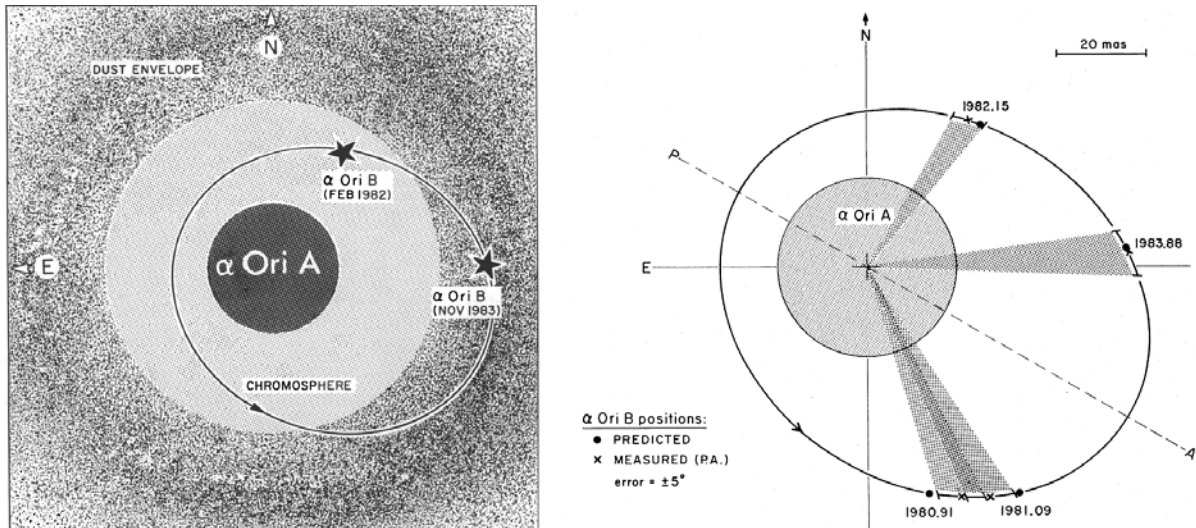 N
DUST ENVELOPE
α Ori B
(FEB 1982)
E
α Ori A
α Ori B
(NOV 1983)
CHROMOSPHERE
N
20 mas
1982.15
P
α Ori A
1983.88
E
α Ori B positions:
● PREDICTED
× MEASURED (P.A.)
error = ±5°
A
1980.91
1981.09